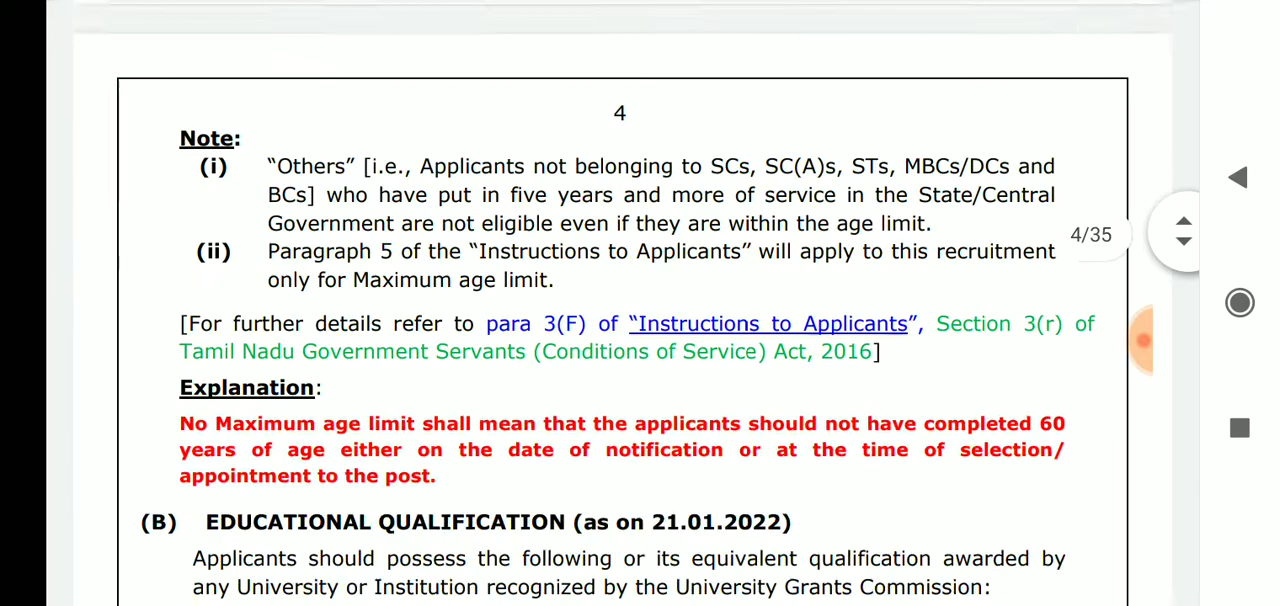 4
Note:
(i) “Others” [i.e., Applicants not belonging to SCs, SC(A)s, STs, MBCs/DCs and
BCs] who have put in five years and more of service in the State/Central
Government are not eligible even if they are within the age limit.
4/35
(ii) Paragraph 5 of the “Instructions to Applicants” will apply to this recruitment
only for Maximum age limit.
[For further details refer to para 3(F) of “Instructions to Applicants”, Section 3(r) of
Tamil Nadu Government Servants (Conditions of Service) Act, 2016]
Explanation:
No Maximum age limit shall mean that the applicants should not have completed 60
years of age either on the date of notification or at the time of selection/
appointment to the post.
(B) EDUCATIONAL QUALIFICATION (as on 21.01.2022)
Applicants should possess the following or its equivalent qualification awarded by
any University or Institution recognized by the University Grants Commission: